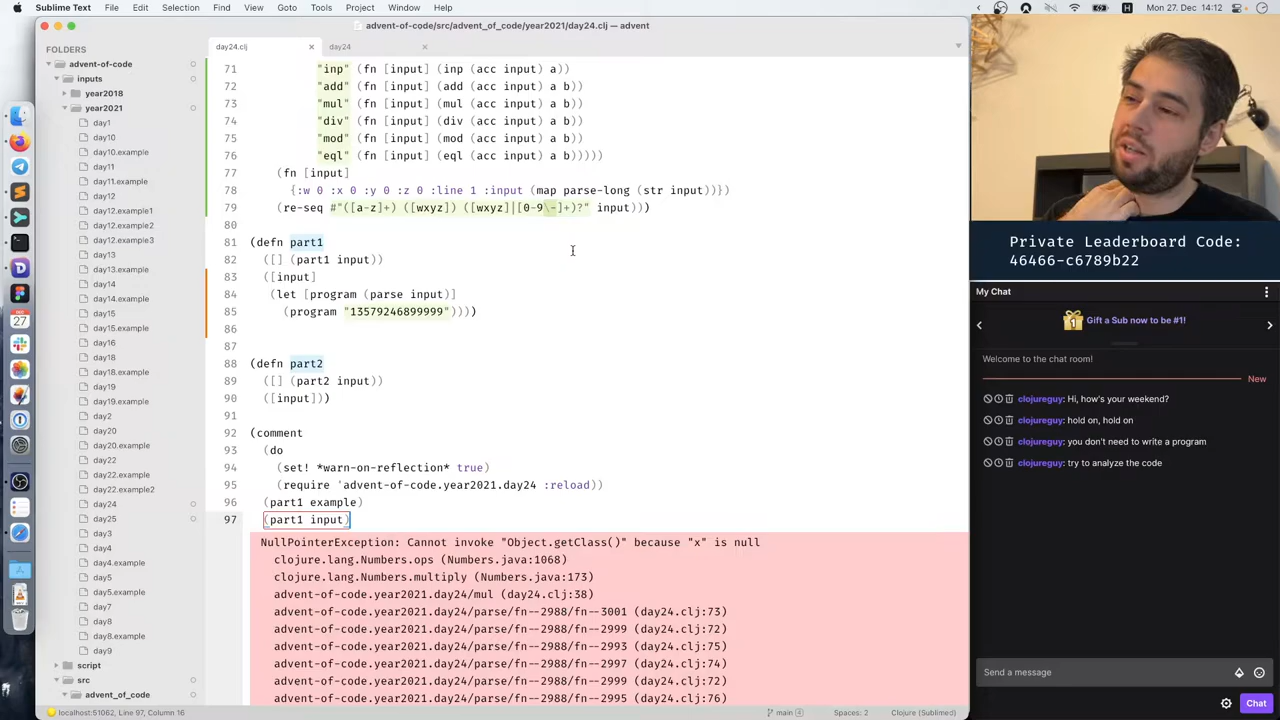 Sublime Text File Edit Selection Find View Goto Tools Project Window Help
Mon 27. Dec 14:12
advent-of-code/src/advent_of_code/year2021/day24.clj — advent
FOLDERS
advent-of-code
inputs
year2018
year2021
day1
day10
day10.example
day11
day11.example
day12
day12.example1
day12.example2
day12.example3
day13
day13.example
day14
day14.example
day15
day15.example
day16
day18
day18.example
day19
day19.example
day2
day20
day20.example
day22
day22.example
day22.example2
day24
day25
day3
day4
day4.example
day5
day5.example
day7
day8
day8.example
day9
script
src
advent_of_code
day24.clj
day24
71 "inp" (fn [input] (inp (acc input) a))
72 "add" (fn [input] (add (acc input) a b))
73 "mul" (fn [input] (mul (acc input) a b))
74 "div" (fn [input] (div (acc input) a b))
75 "mod" (fn [input] (mod (acc input) a b))
76 "eql" (fn [input] (eql (acc input) a b)))))
77 (fn [input]
78 {:w 0 :x 0 :y 0 :z 0 :line 1 :input (map parse-long (str input))})
79 (re-seq #"([a-z]+) ([wxyz]) ([wxyz]|[0-9\-]+)?" input)))
80
81 (defn part1
82 ([] (part1 input))
83 ([input]
84 (let [program (parse input)]
85 (program "13579246899999"))))
86
87
88 (defn part2
89 ([] (part2 input))
90 ([input]))
91
92 (comment
93 (do
94 (set! *warn-on-reflection* true)
95 (require 'advent-of-code.year2021.day24 :reload))
96 (part1 example)
97 (part1 input)
NullPointerException: Cannot invoke "Object.getClass()" because "x" is null
clojure.lang.Numbers.ops (Numbers.java:1068)
clojure.lang.Numbers.multiply (Numbers.java:173)
advent-of-code.year2021.day24/mul (day24.clj:38)
advent-of-code.year2021.day24/parse/fn--2988/fn--3001 (day24.clj:73)
advent-of-code.year2021.day24/parse/fn--2988/fn--2999 (day24.clj:72)
advent-of-code.year2021.day24/parse/fn--2988/fn--2993 (day24.clj:75)
advent-of-code.year2021.day24/parse/fn--2988/fn--2997 (day24.clj:74)
advent-of-code.year2021.day24/parse/fn--2988/fn--2999 (day24.clj:72)
advent-of-code.year2021.day24/parse/fn--2988/fn--2995 (day24.clj:76)
localhost:51062, Line 97, Column 16
main 4
Spaces: 2
Clojure (Sublimed)
Private Leaderboard Code:
46466-c6789b22
My Chat
Gift a Sub now to be #1!
Welcome to the chat room!
New
clojureguy: Hi, how's your weekend?
clojureguy: hold on, hold on
clojureguy: you don't need to write a program
clojureguy: try to analyze the code
Send a message
Chat